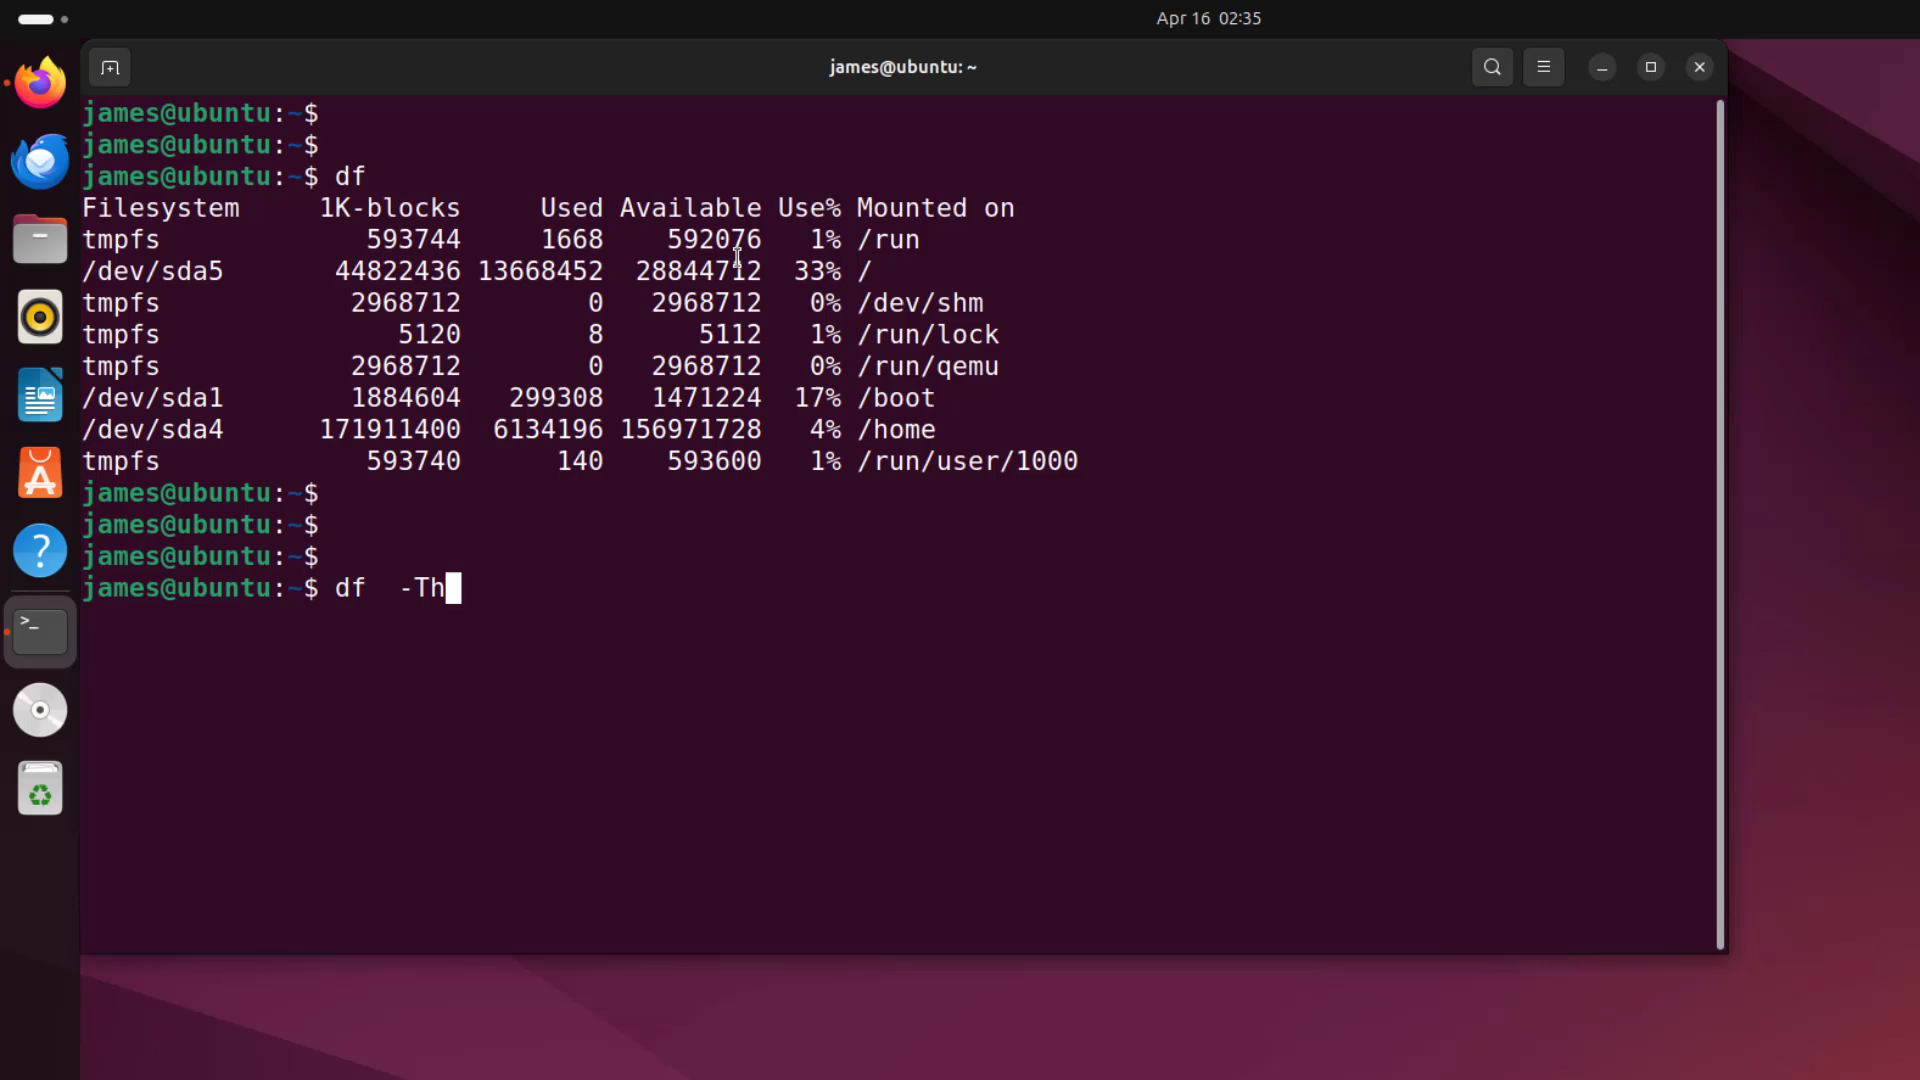 Apr 16 02:35
james@ubuntu: ~
james@ubuntu:~$
james@ubuntu:~$
james@ubuntu:~$ df
Filesystem     1K-blocks     Used Available Use% Mounted on
tmpfs             593744     1668    592076   1% /run
/dev/sda5       44822436 13668452  28844712  33% /
tmpfs            2968712        0   2968712   0% /dev/shm
tmpfs               5120        8      5112   1% /run/lock
tmpfs            2968712        0   2968712   0% /run/qemu
/dev/sda1        1884604   299308   1471224  17% /boot
/dev/sda4      171911400  6134196 156971728   4% /home
tmpfs             593740      140    593600   1% /run/user/1000
james@ubuntu:~$
james@ubuntu:~$
james@ubuntu:~$
james@ubuntu:~$ df  -Th